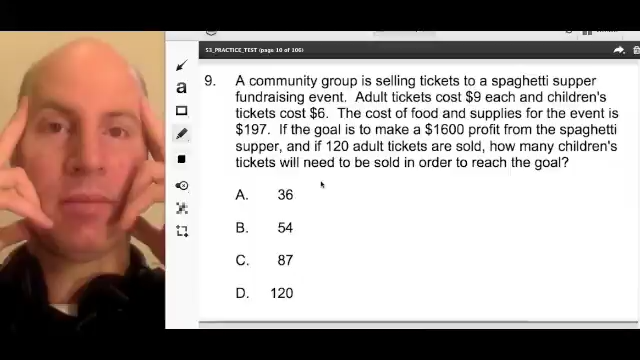 S3_PRACTICE_TEST (page 10 of 106)
a
9. A community group is selling tickets to a spaghetti supper
fundraising event. Adult tickets cost $9 each and children's
tickets cost $6. The cost of food and supplies for the event is
$197. If the goal is to make a $1600 profit from the spaghetti
supper, and if 120 adult tickets are sold, how many children's
tickets will need to be sold in order to reach the goal?
A. 36
B. 54
C. 87
D. 120